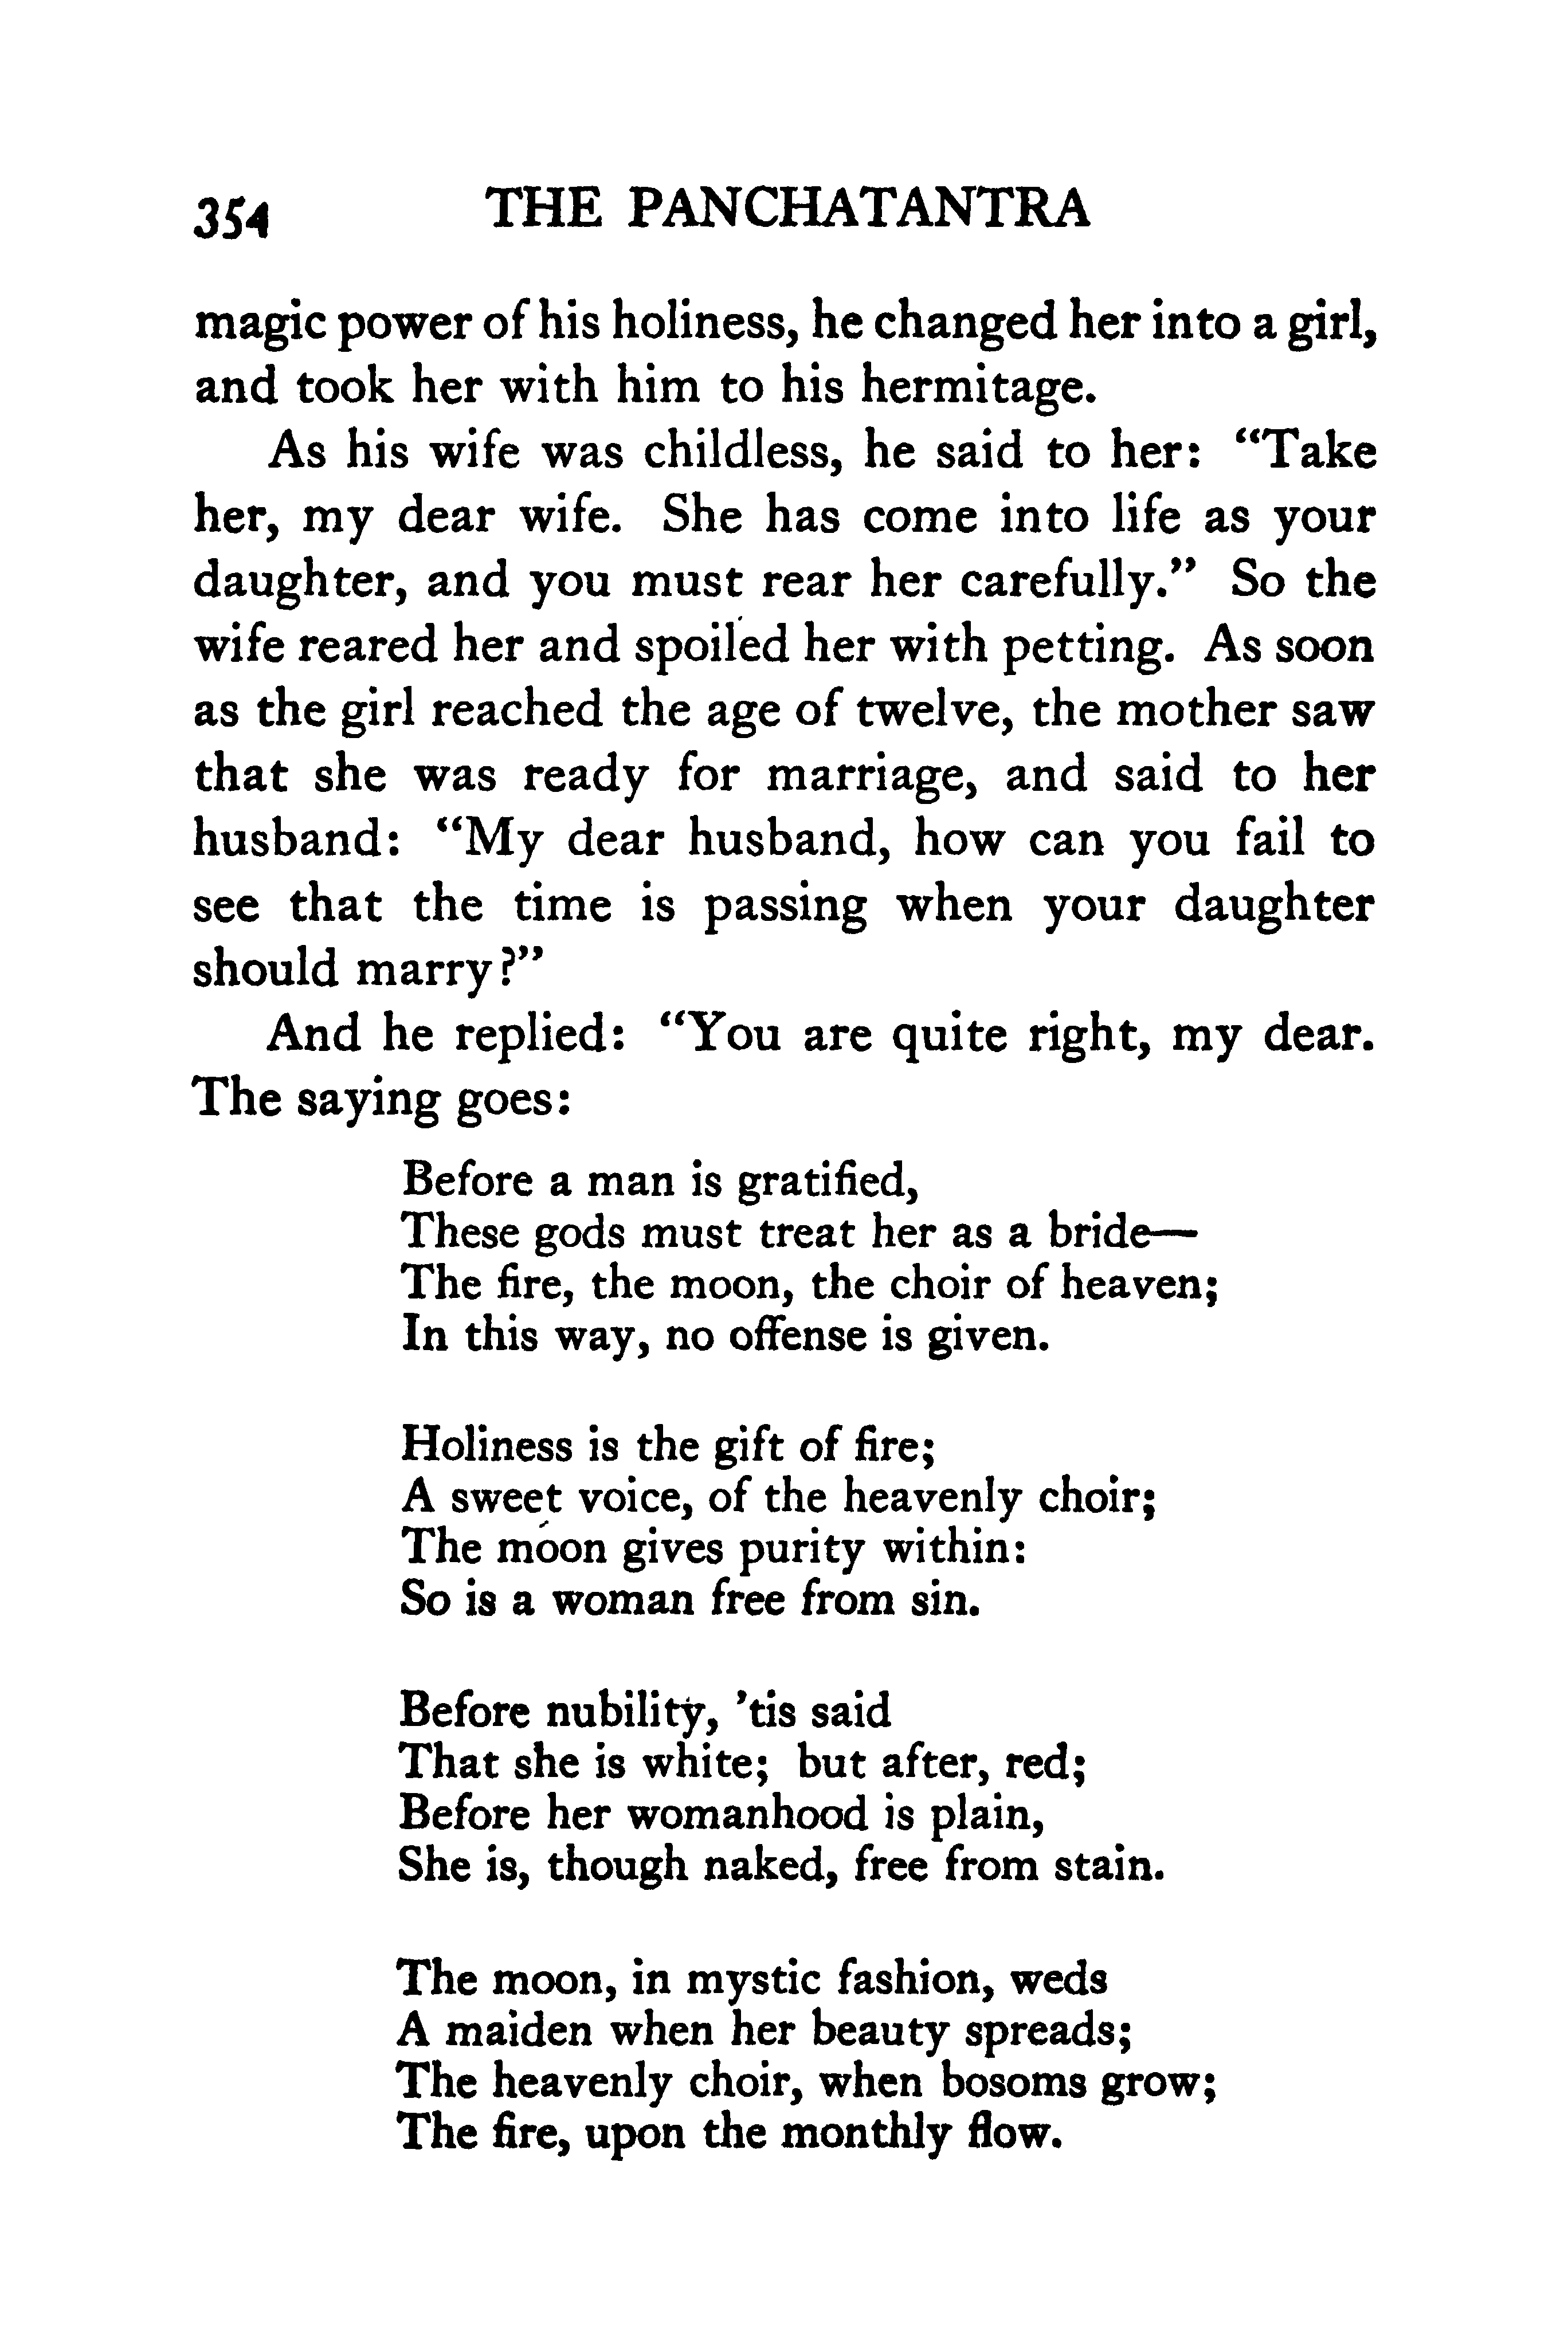 354 THE PANCHATANTRA
magic power of his holiness, he changed her into a girl,
and took her with him to his hermitage.
As his wife was childless, he said to her: “Take
her, my dear wife. She has come into life as your
daughter, and you must rear her carefully.” So the
wife reared her and spoiled her with petting. As soon
as the girl reached the age of twelve, the mother saw
that she was ready for marriage, and said to her
husband: “My dear husband, how can you fail to
see that the time is passing when your daughter
should marry?”
And he replied: “You are quite right, my dear.
The saying goes:
Before a man is gratified,
These gods must treat her as a bride—
The fire, the moon, the choir of heaven;
In this way, no offense is given.
Holiness is the gift of fire;
A sweet voice, of the heavenly choir;
The moon gives purity within:
So is a woman free from sin.
Before nubility, ’tis said
That she is white; but after, red;
Before her womanhood is plain,
She is, though naked, free from stain.
The moon, in mystic fashion, weds
A maiden when her beauty spreads;
The heavenly choir, when bosoms grow;
The fire, upon the monthly flow.